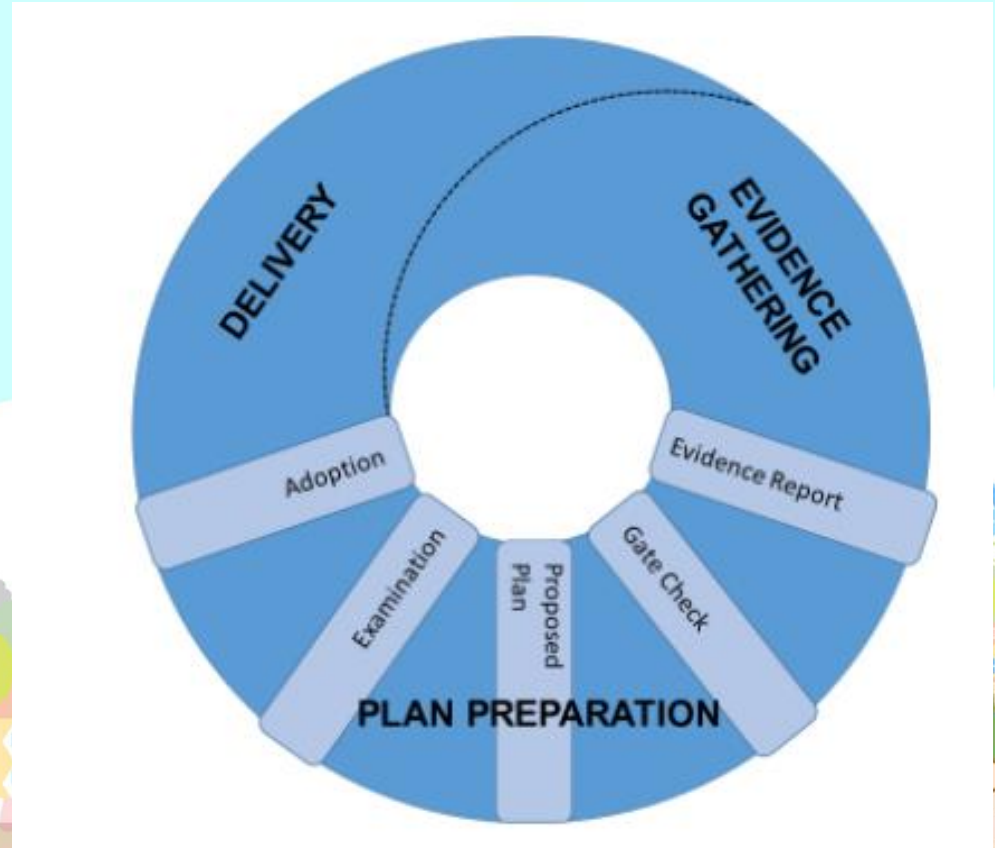 DELIVERY
EVIDENCE
GATHERING
Evidence Report
Gate Check
Proposed
Plan
Examination
Adoption
PLAN PREPARATION